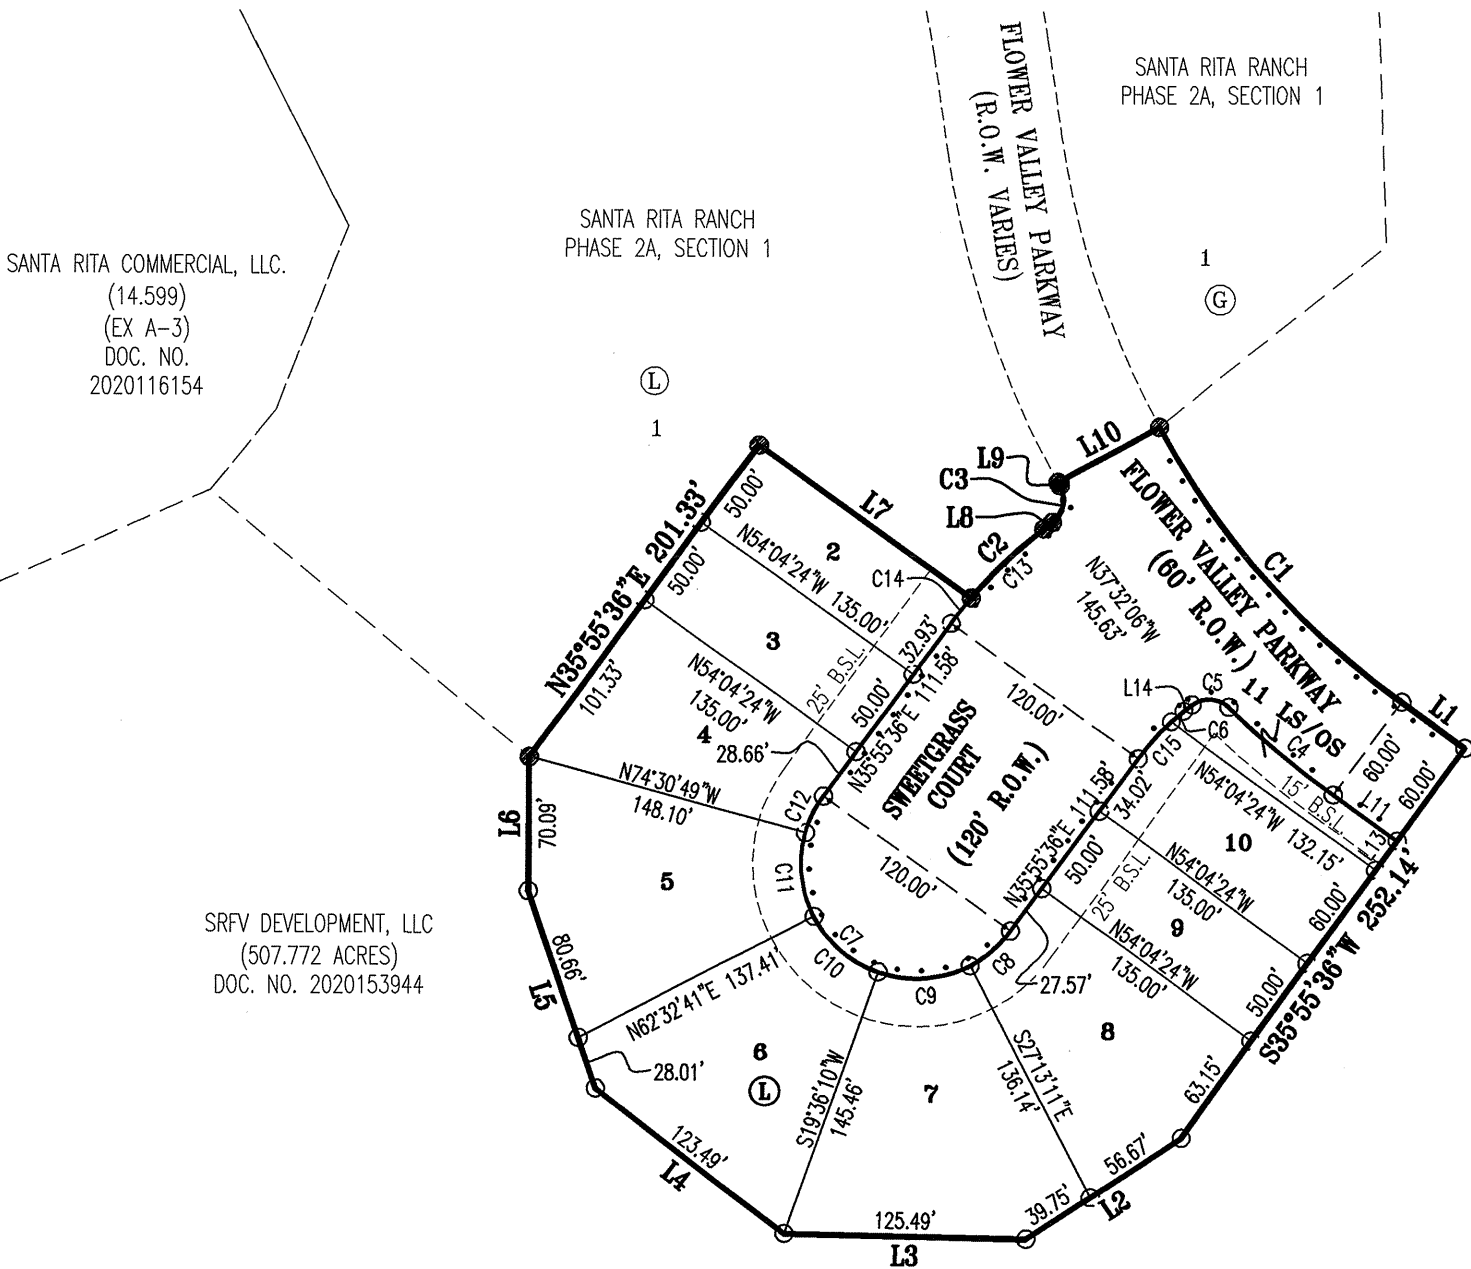 SANTA RITA RANCH
PHASE 2A, SECTION 1
FLOWER VALLEY PARKWAY
(R.O.W. VARIES)
SANTA RITA RANCH
PHASE 2A, SECTION 1
SANTA RITA COMMERCIAL, LLC.
(14.599)
(EX A-3)
DOC. NO.
2020116154
1
G
L
1
L10
L9
C3
L8
L7
C2
C13
C14
C1
FLOWER VALLEY PARKWAY
(60' R.O.W.)
11 LS/OS
N37°32'06"W
145.63'
N35°55'36"E 201.33'
50.00'
50.00'
101.33'
2
N54°04'24"W 135.00'
3
N54°04'24"W
135.00'
4
25' B.S.L.
32.93'
50.00'
N35°55'36"E 111.58'
28.66'
120.00'
SWEETGRASS
COURT
(120' R.O.W.)
120.00'
L14
C5
C6
C15
C4
L1
60.00'
60.00'
L11
15' B.S.L.
N54°04'24"W 132.15'
L13
10
N35°55'36"E 111.58'
34.02'
50.00'
25' B.S.L.
N54°04'24"W
135.00'
60.00'
S35°55'36"W 252.14'
9
N54°04'24"W
135.00'
50.00'
N74°30'49"W
148.10'
C12
L6
70.09'
5
C11
C7
C10
C9
C8
27.57'
SRFV DEVELOPMENT, LLC
(507.772 ACRES)
DOC. NO. 2020153944
80.66'
L5
N62°32'41"E 137.41'
28.01'
6
L
S19°36'10"W
145.46'
7
S27°13'11"E
136.14'
8
63.15'
56.67'
L2
39.75'
123.49'
L4
125.49'
L3